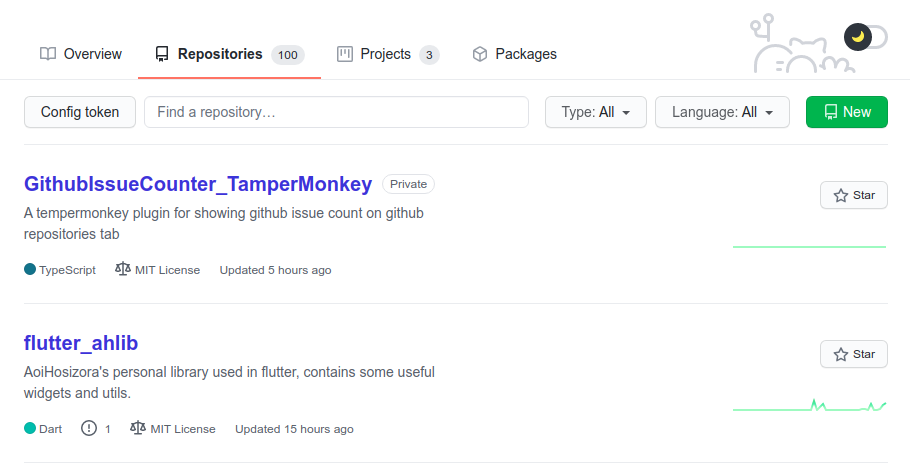 Overview Repositories 100 Projects 3 Packages
Config token Find a repository… Type: All Language: All New
GithubIssueCounter_TamperMonkey Private
Star
A tempermonkey plugin for showing github issue count on github
repositories tab
TypeScript MIT License Updated 5 hours ago
flutter_ahlib
Star
AoiHosizora's personal library used in flutter, contains some useful
widgets and utils.
Dart 1 MIT License Updated 15 hours ago